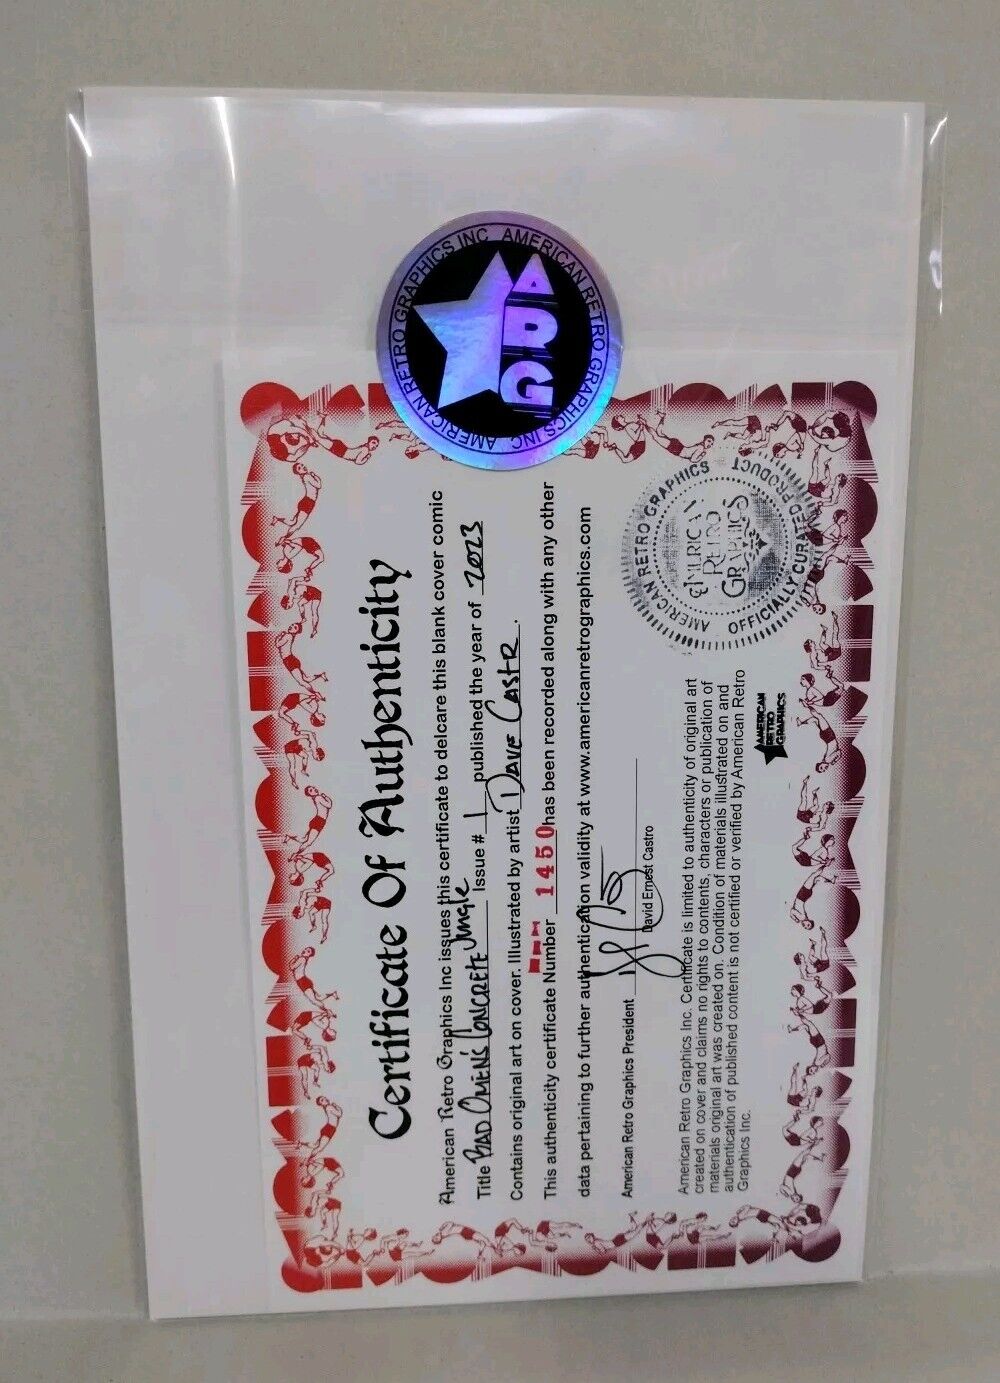 AMERICAN RETRO GRAPHICS INC. AMERICAN RETRO GRAPHICS INC.
ARG
Certificate Of Authenticity
American Retro Graphics Inc issues this certificate to delcare this blank cover comic
Title BAD OMEN'S CONCRETE JUNGLE Issue # 1 published the year of 2023
Contains original art on cover. Illustrated by artist DAVE CASTR.
This authenticity certificate Number 1450 has been recorded along with any other
data pertaining to further authentication validity at www.americanretrographics.com
American Retro Graphics President
David Ernest Castro
American Retro Graphics Inc. Certificate is limited to authenticity of original art
created on cover and claims no rights to contents, characters or publication of
materials original art was created on. Condition of materials illustrated on and
authentication of published content is not certified or verified by American Retro
Graphics Inc.
AMERICAN
RETRO
GRAPHICS
AMERICAN RETRO GRAPHICS
OFFICIALLY CURATED PRODUCT
AMERICAN
RETRO
GRAPHICS